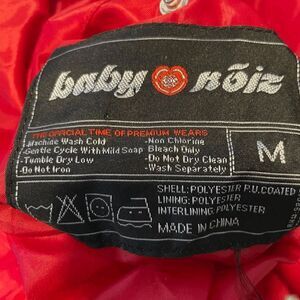 baby nöiz
THE OFFICIAL TIME OF PREMIUM WEARS
-Machine Wash Cold -Non Chlorine
-Gentle Cycle With Mild Soap Bleach Only
-Tumble Dry Low -Do Not Dry Clean
-Do Not Iron -Wash Separately
M
SHELL: POLYESTER P.U. COATED
LINING: POLYESTER
INTERLINING: POLYESTER
MADE IN CHINA